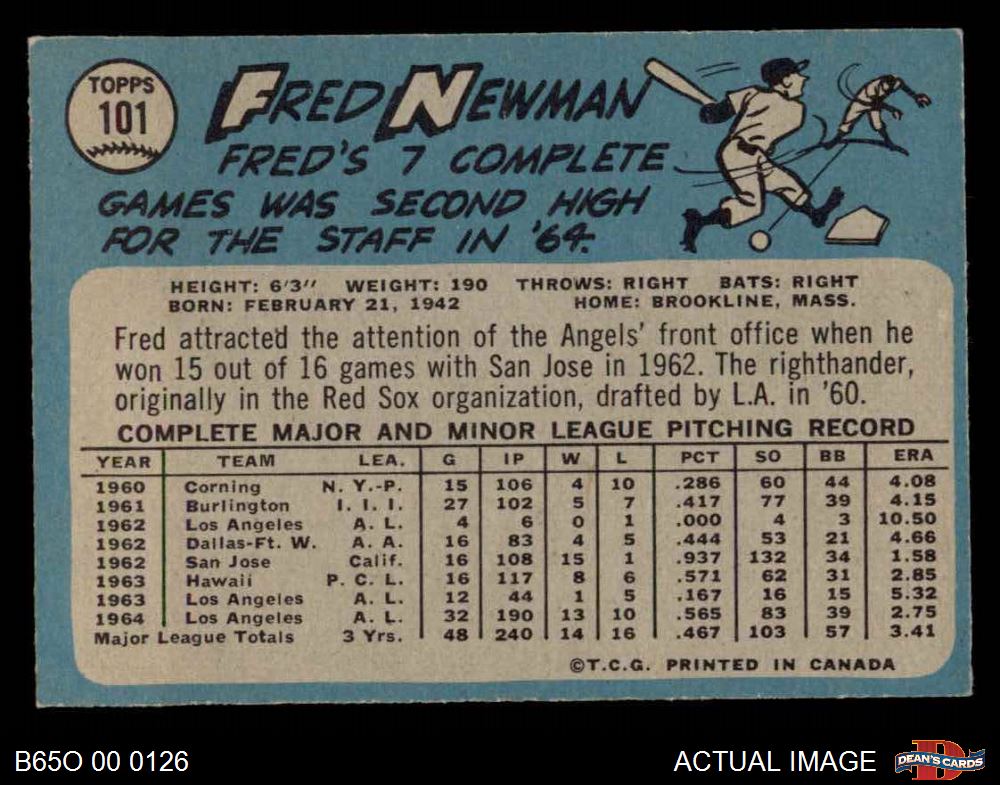 TOPPS
101
FRED NEWMAN
FRED'S 7 COMPLETE
GAMES WAS SECOND HIGH
FOR THE STAFF IN '64.
HEIGHT: 6'3" WEIGHT: 190 THROWS: RIGHT BATS: RIGHT
BORN: FEBRUARY 21, 1942 HOME: BROOKLINE, MASS.
Fred attracted the attention of the Angels' front office when he
won 15 out of 16 games with San Jose in 1962. The righthander,
originally in the Red Sox organization, drafted by L.A. in '60.
COMPLETE MAJOR AND MINOR LEAGUE PITCHING RECORD
YEAR TEAM LEA. G IP W L PCT SO BB ERA
1960 Corning N. Y.-P. 15 106 4 10 .286 60 44 4.08
1961 Burlington I. I. I. 27 102 5 7 .417 77 39 4.15
1962 Los Angeles A. L. 4 6 0 1 .000 4 3 10.50
1962 Dallas-Ft. W. A. A. 16 83 4 5 .444 53 21 4.66
1962 San Jose Calif. 16 108 15 1 .937 132 34 1.58
1963 Hawaii P. C. L. 16 117 8 6 .571 62 31 2.85
1963 Los Angeles A. L. 12 44 1 5 .167 16 15 5.32
1964 Los Angeles A. L. 32 190 13 10 .565 83 39 2.75
Major League Totals 3 Yrs. 48 240 14 16 .467 103 57 3.41
©T.C.G. PRINTED IN CANADA
B65O 00 0126
ACTUAL IMAGE
D
DEAN'S CARDS